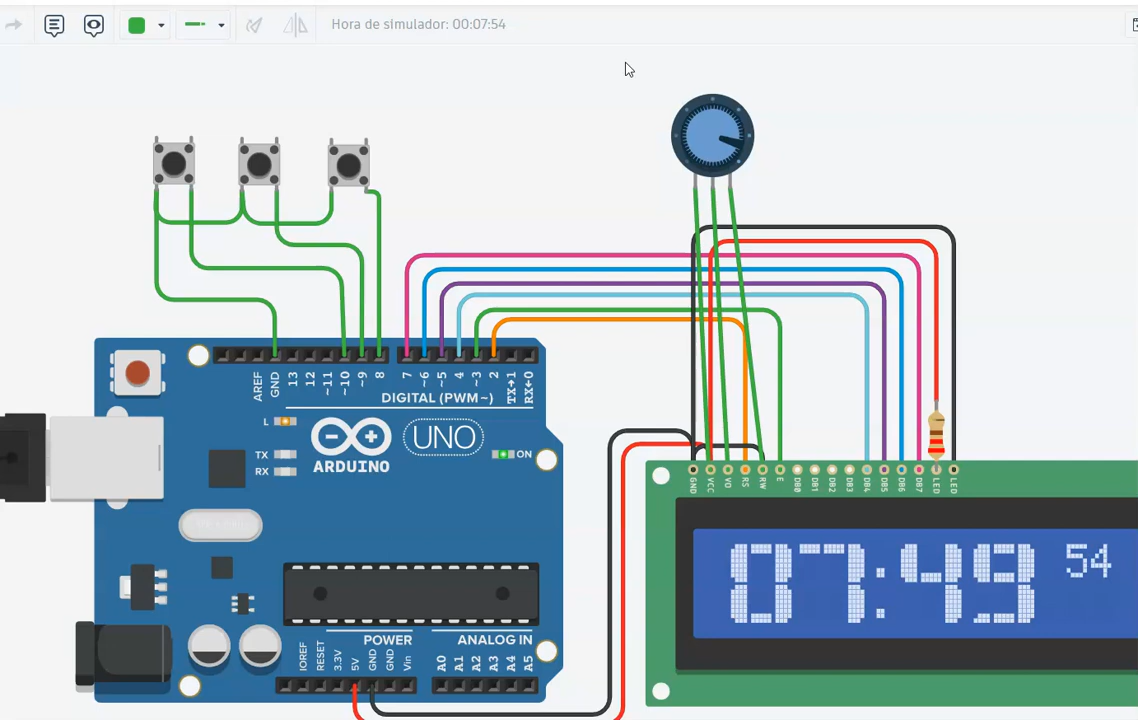 Hora de simulador: 00:07:54
AREF
GND
13
12
~11
~10
~9
8
7
~6
~5
4
~3
2
TX→1
RX←0
DIGITAL (PWM~)
L
TX
RX
ARDUINO
UNO
ON
GND
VCC
VO
RS
RW
E
DB0
DB1
DB2
DB3
DB4
DB5
DB6
DB7
LED
LED
07:49 54
POWER
ANALOG IN
IOREF
RESET
3.3V
5V
GND
GND
Vin
A0
A1
A2
A3
A4
A5